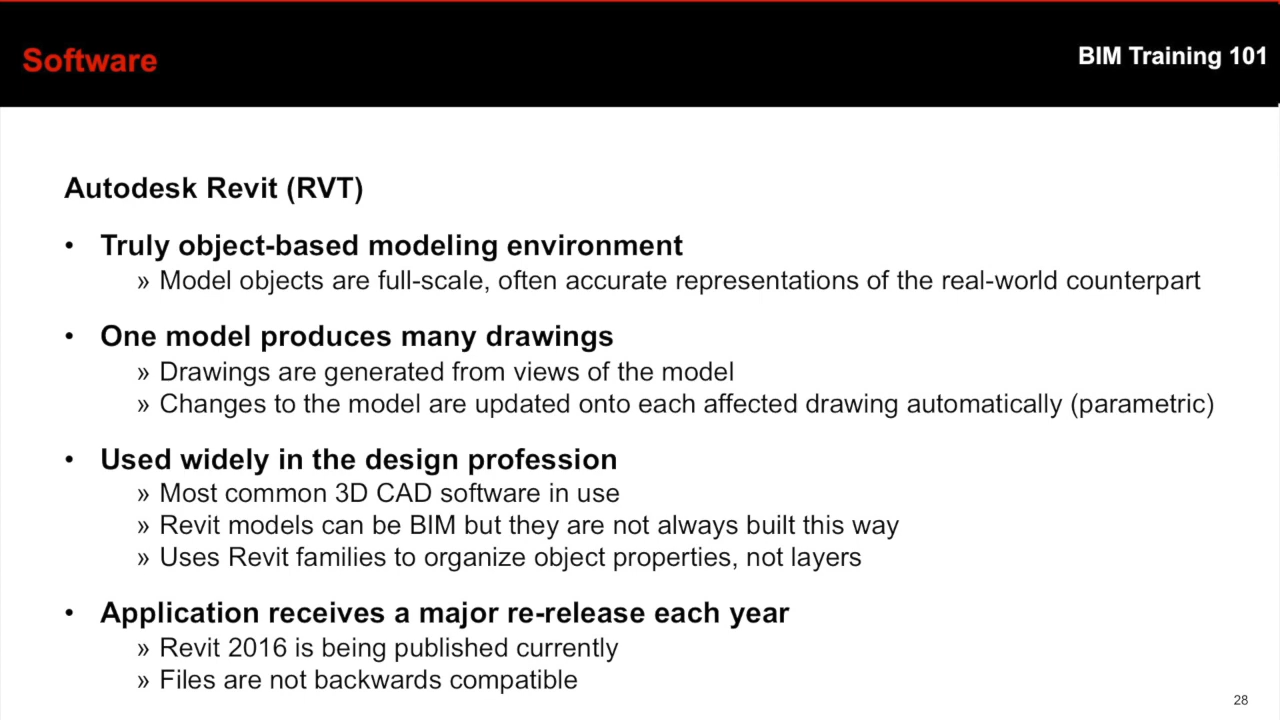 Software
BIM Training 101
Autodesk Revit (RVT)
• Truly object-based modeling environment
» Model objects are full-scale, often accurate representations of the real-world counterpart
• One model produces many drawings
» Drawings are generated from views of the model
» Changes to the model are updated onto each affected drawing automatically (parametric)
• Used widely in the design profession
» Most common 3D CAD software in use
» Revit models can be BIM but they are not always built this way
» Uses Revit families to organize object properties, not layers
• Application receives a major re-release each year
» Revit 2016 is being published currently
» Files are not backwards compatible
28